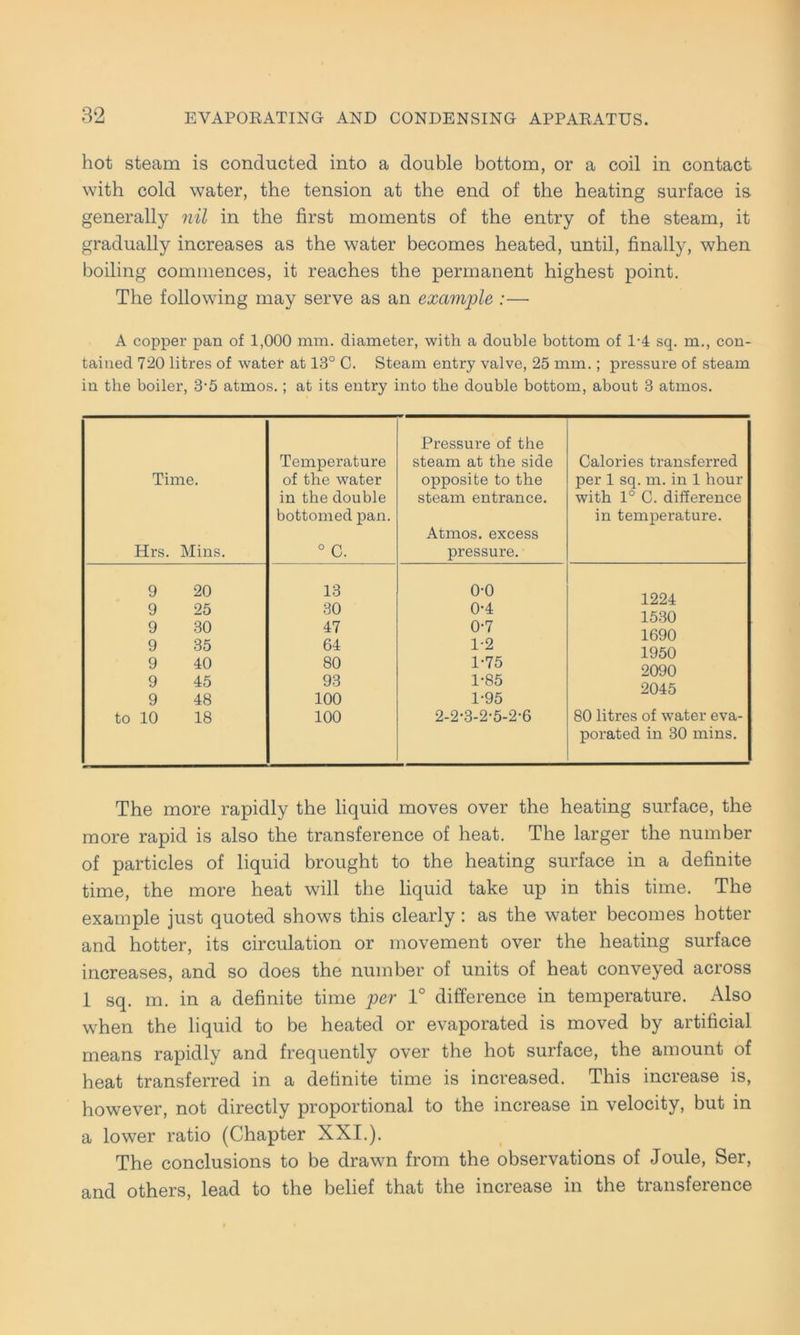 32 EVAPORATING AND CONDENSING APPARATUS.
hot steam is conducted into a double bottom, or a coil in contact
with cold water, the tension at the end of the heating surface is
generally nil in the first moments of the entry of the steam, it
gradually increases as the water becomes heated, until, finally, when
boiling commences, it reaches the permanent highest point.
The following may serve as an example :—
A copper pan of 1,000 mm. diameter, with a double bottom of 1·4 sq. m., con-
tained 720 litres of water at 13° C. Steam entry valve, 25 mm. ; pressure of steam
in the boiler, 3·5 atmos. ; at its entry into the double bottom, about 3 atmos.
Time.
Hrs. Mins.
Temperature
of the water
in the double
bottomed pan.
° C.
Pressure of the
steam at the side
opposite to the
steam entrance.
Atmos. excess
pressure.
Calories transferred
per 1 sq. m. in 1 hour
with 1° C. difference
in temperature.
9 20 13 0·0
1224
9 25 30 0·4
1530
9 30 47 0·7
1690
9 35 64 1·2
1950
9 40 80 1·75
2090
9 45 93 1·85
2045
9 48 100 1·95
to 10 18 100 2-2·3-2·5-2·6 80 litres of water eva-
porated in 30 mins.
The more rapidly the liquid moves over the heating surface, the
more rapid is also the transference of heat. The larger the number
of particles of liquid brought to the heating surface in a definite
time, the more heat will the liquid take up in this time. The
example just quoted shows this clearly : as the water becomes hotter
and hotter, its circulation or movement over the heating surface
increases, and so does the number of units of heat conveyed across
1 sq. m. in a definite time per 1° difference in temperature. Also
when the liquid to be heated or evaporated is moved by artificial
means rapidly and frequently over the hot surface, the amount of
heat transferred in a definite time is increased. This increase is,
however, not directly proportional to the increase in velocity, but in
a lower ratio (Chapter XXI.).
The conclusions to be drawn from the observations of Joule, Ser,
and others, lead to the belief that the increase in the transference